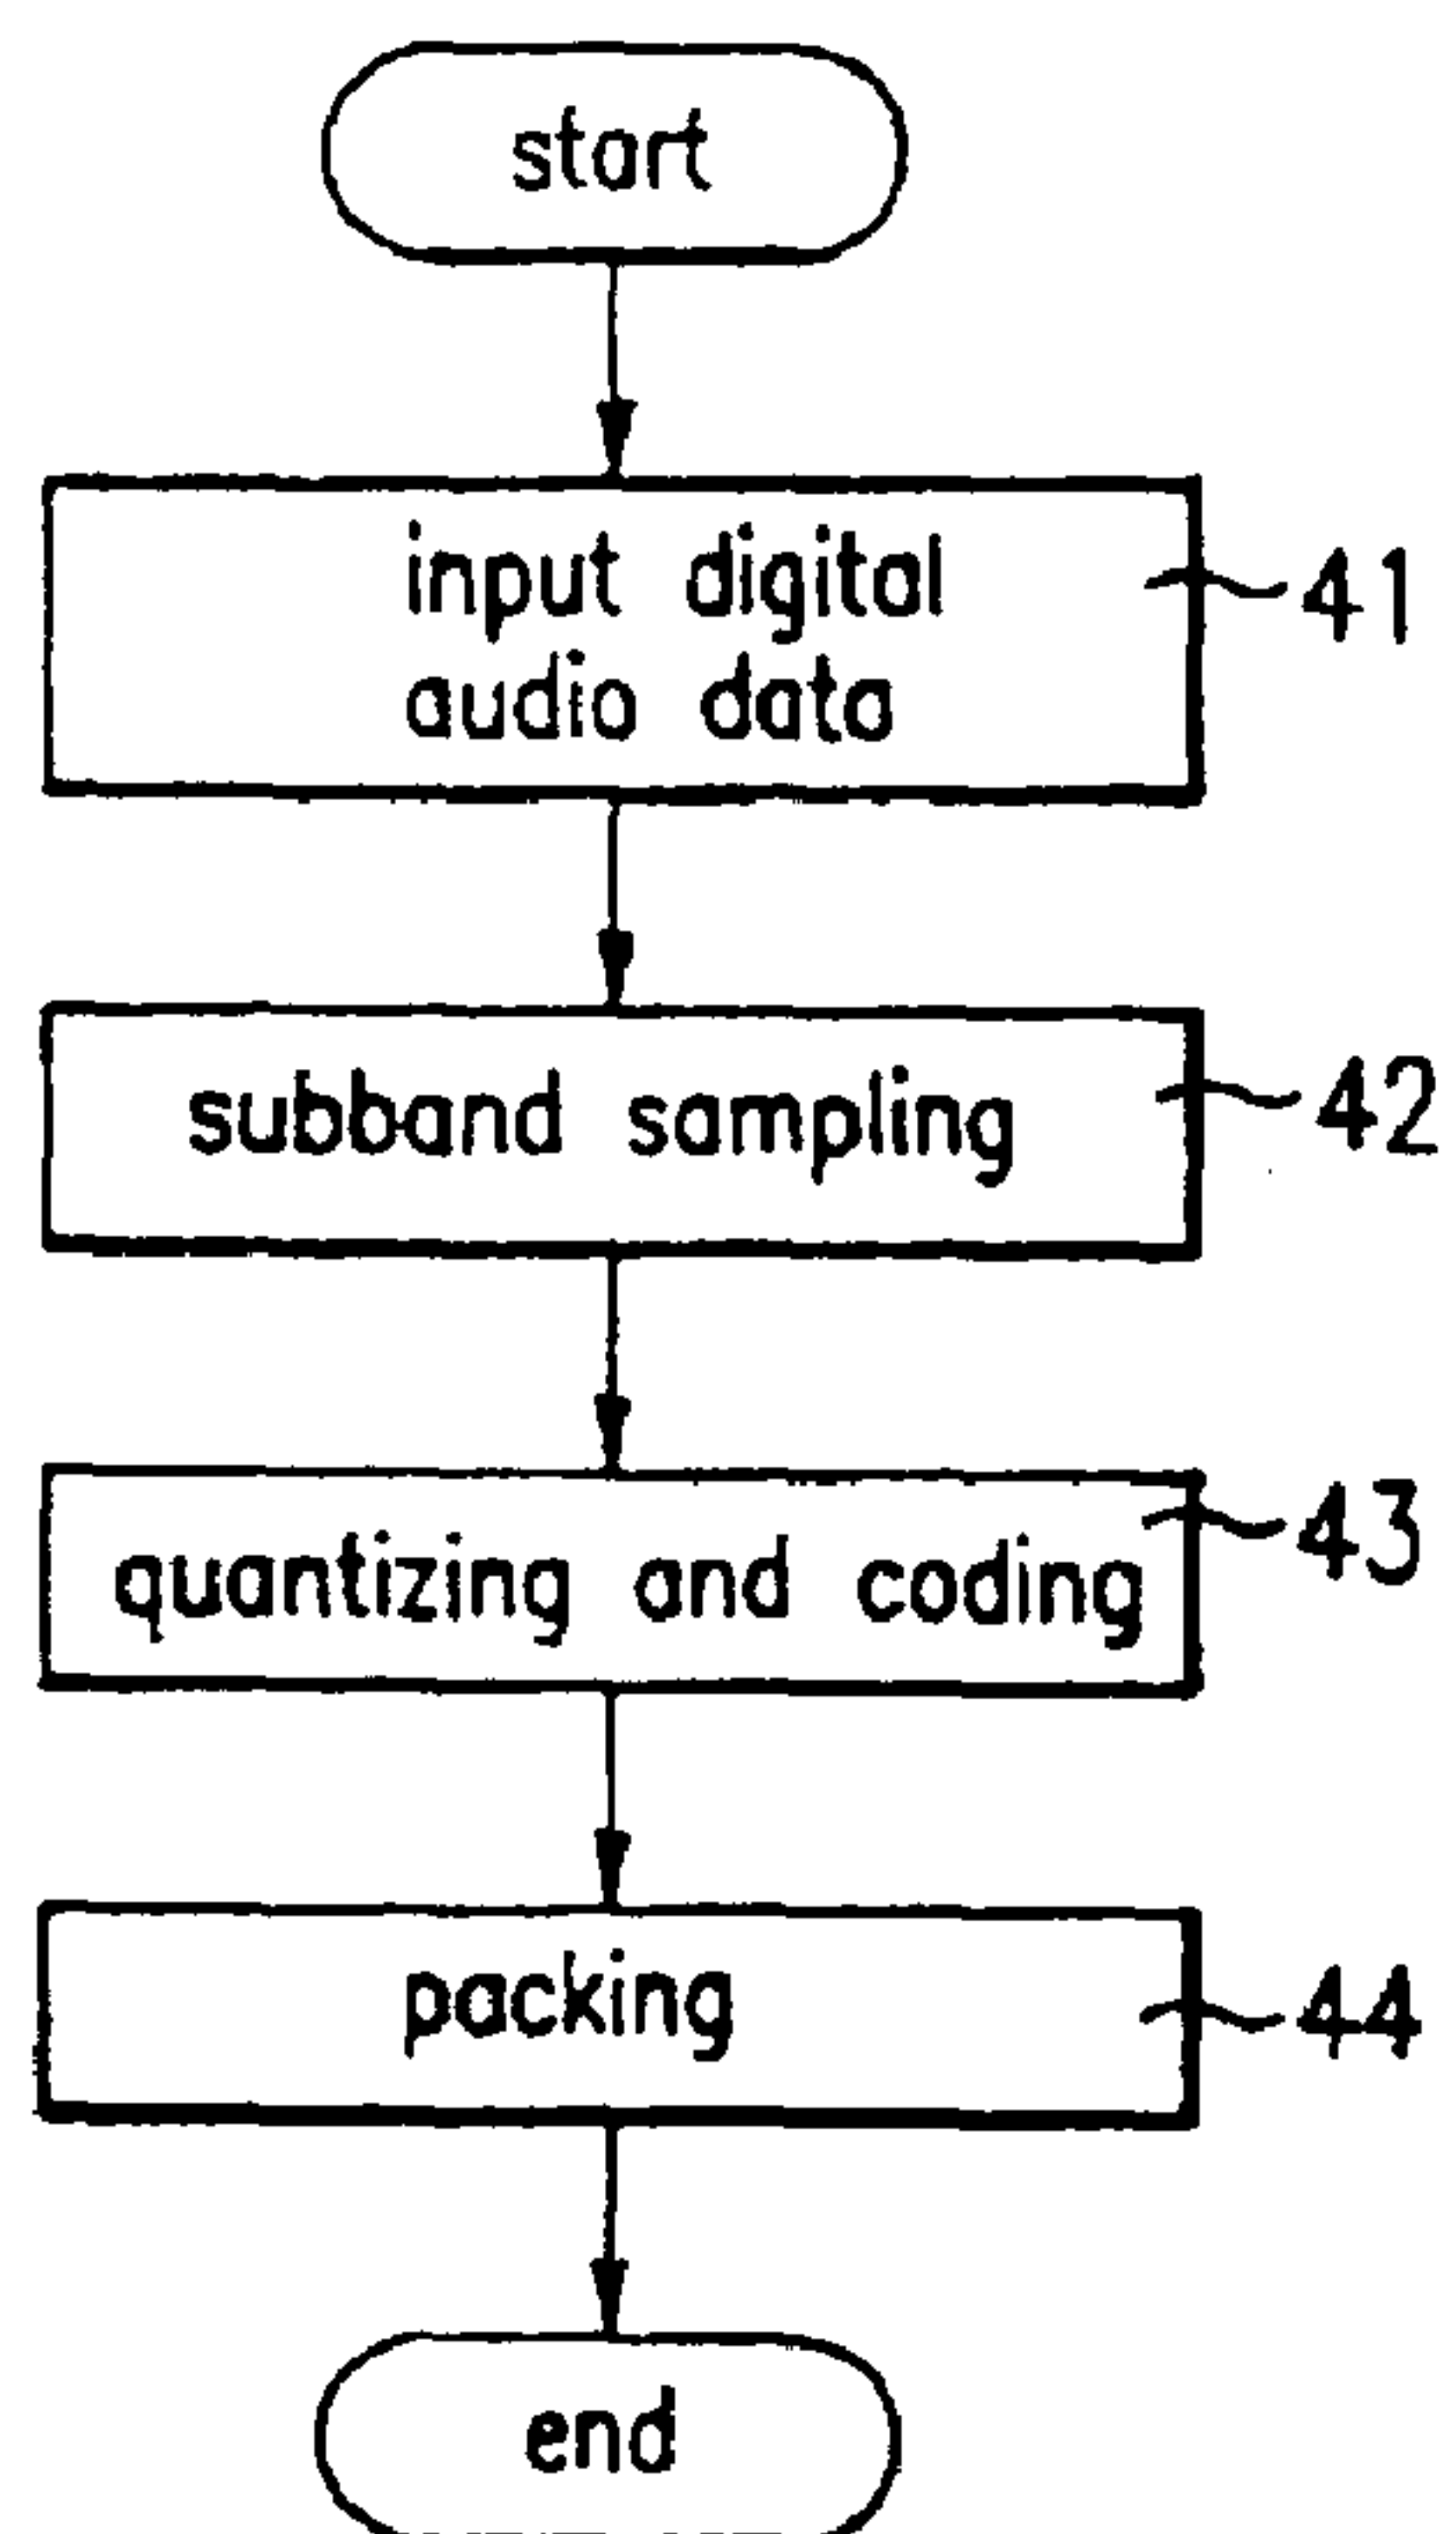 start
input digital
audio data
41
subband sampling
42
quantizing and coding
43
packing
44
end